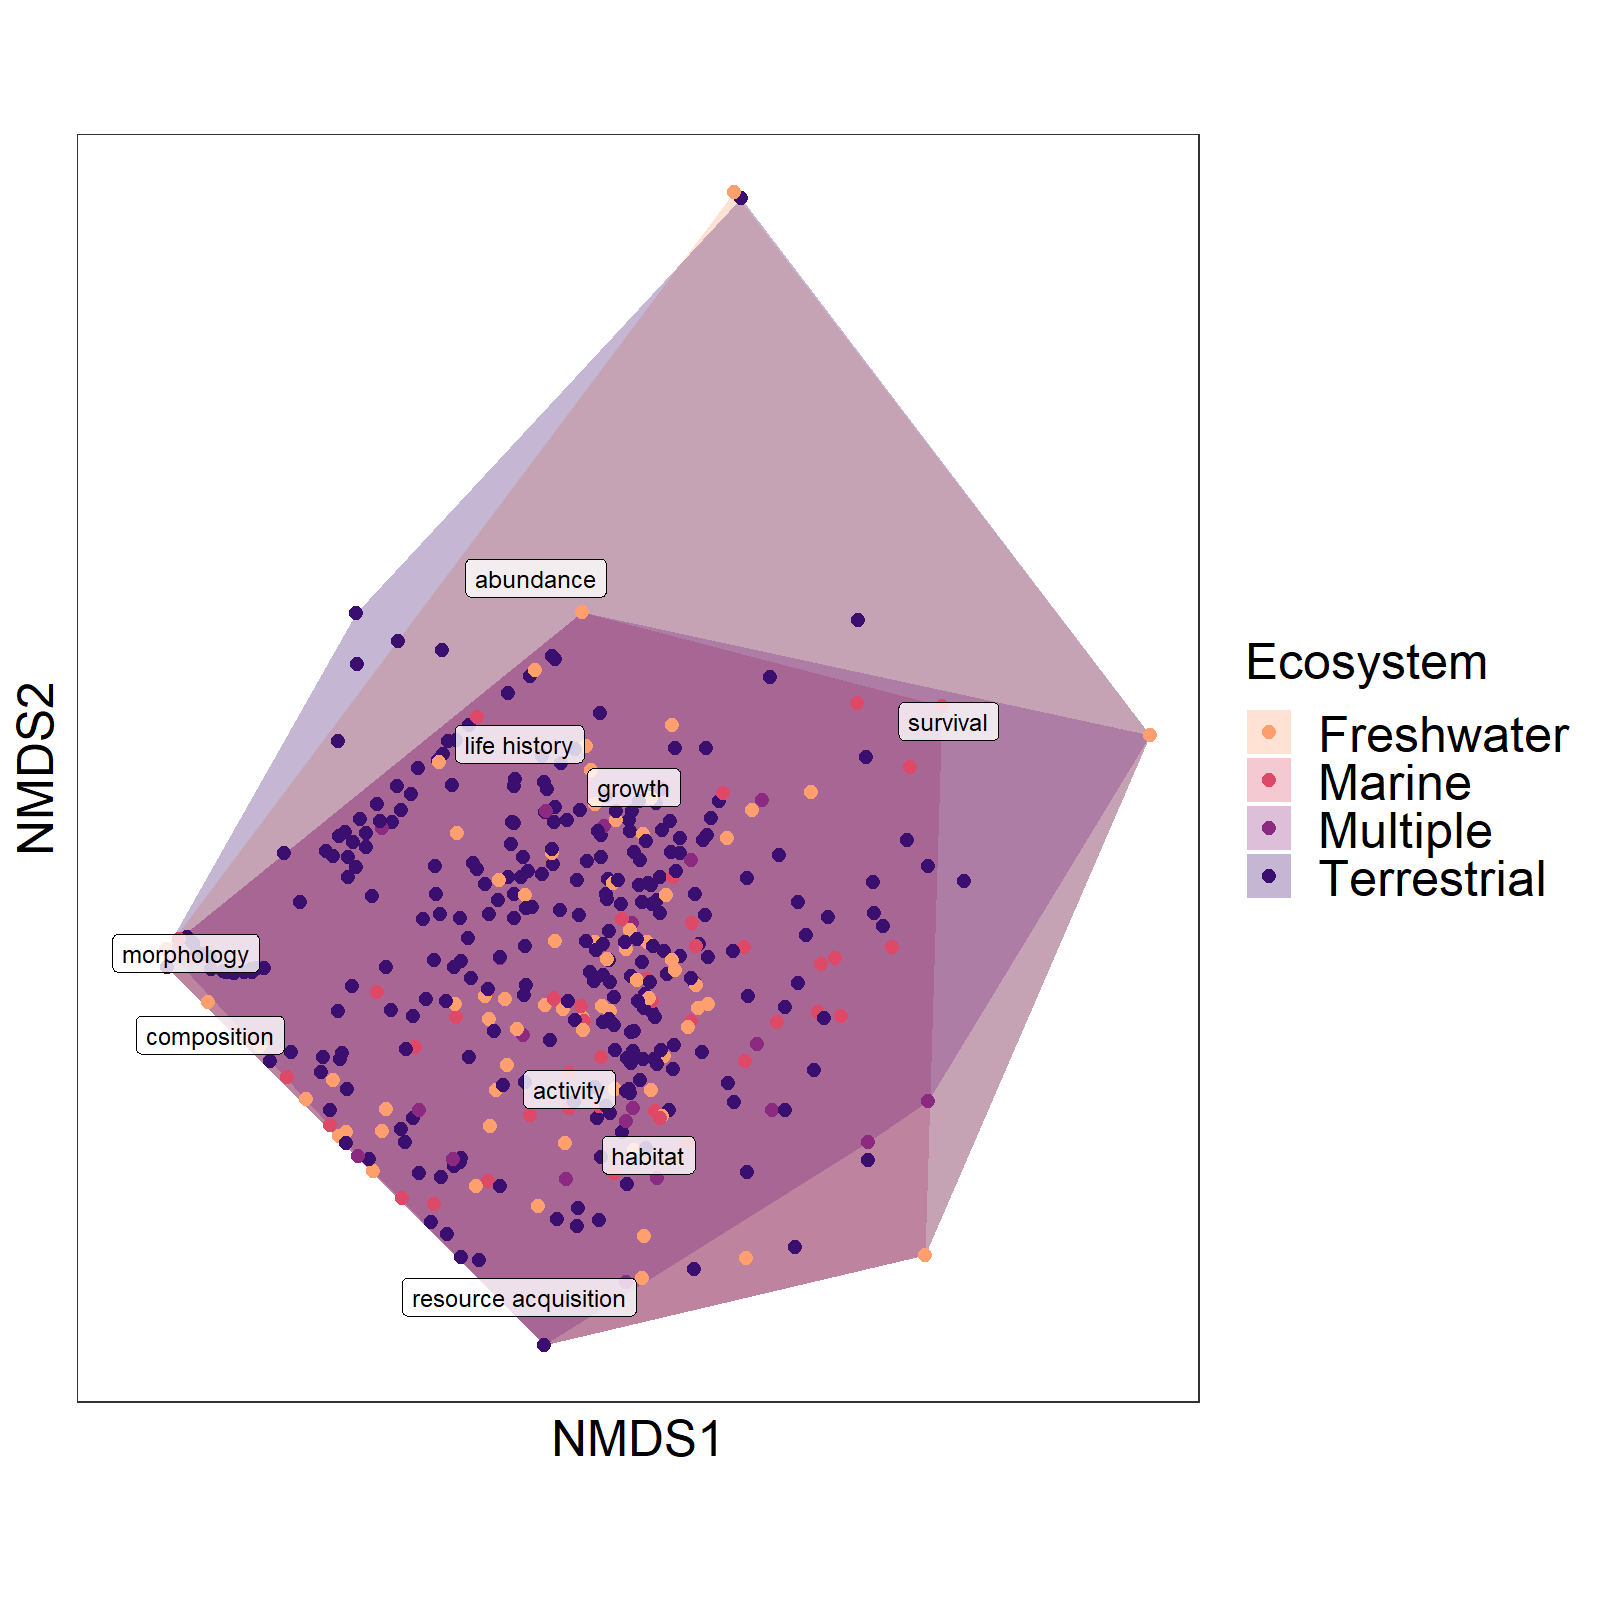 abundance
survival
life history
growth
morphology
composition
activity
habitat
resource acquisition
NMDS1
NMDS2
Ecosystem
Freshwater
Marine
Multiple
Terrestrial